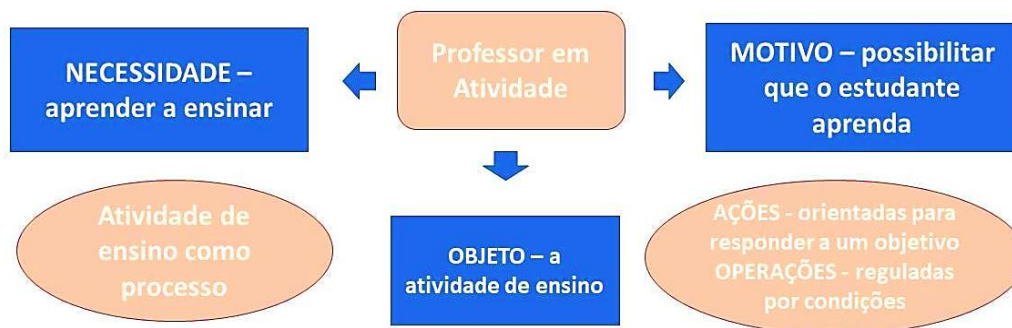 Professor em
Atividade
NECESSIDADE –
aprender a ensinar
MOTIVO – possibilitar
que o estudante
aprenda
Atividade de
ensino como
processo
OBJETO – a
atividade de ensino
AÇÕES - orientadas para
responder a um objetivo
OPERAÇÕES - reguladas
por condições